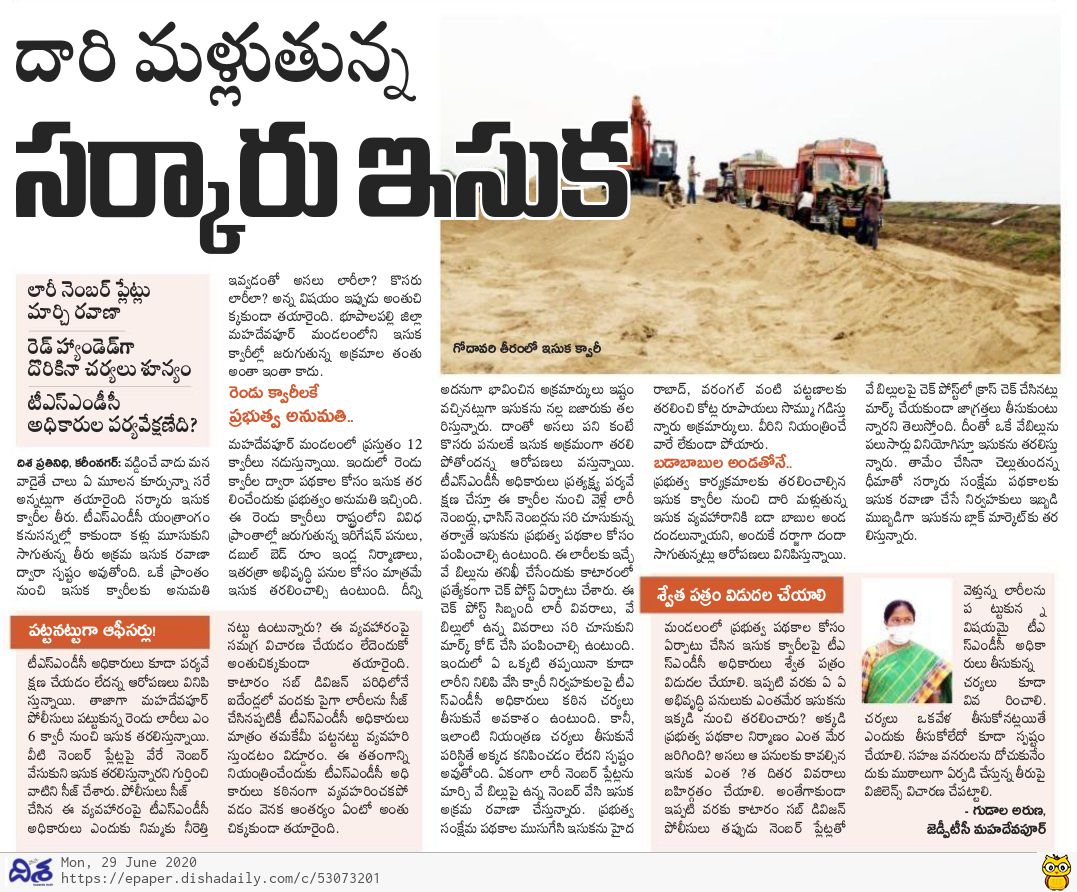 దారి మళ్లుతున్న
సర్కారు ఇసుక
గోదావరి తీరంలో ఇసుక క్వారీ
లారీ నెంబర్ ప్లేట్లు
మార్చి రవాణా
రెడ్ హ్యాండెడ్‌గా
దొరికినా చర్యలు శూన్యం
టీఎస్ఎండీసీ
అధికారుల పర్యవేక్షణేది?
దిశ ప్రతినిధి, కరీంనగర్: వడ్డించే వాడు మన
వాడైతే చాలు ఏ మూలన కూర్చున్నా సరే
అన్నట్లుగా తయారైంది సర్కారు ఇసుక
క్వారీల తీరు. టీఎస్ఎండీసీ యంత్రాంగం
కనుసన్నల్లో కాకుండా కళ్లు మూసుకుని
సాగుతున్న తీరు అక్రమ ఇసుక రవాణా
ద్వారా స్పష్టం అవుతోంది. ఒకే ప్రాంతం
నుంచి ఇసుక క్వారీలకు అనుమతి
ఇవ్వడంతో అసలు లారీలా? కొసరు
లారీలా? అన్న విషయం ఇప్పుడు అంతుచి
క్కకుండా తయారైంది. భూపాలపల్లి జిల్లా
మహదేవపూర్ మండలంలోని ఇసుక
క్వారీల్లో జరుగుతున్న అక్రమాల తంతు
అంతా ఇంతా కాదు.
రెండు క్వారీలకే
ప్రభుత్వ అనుమతి..
మహదేవపూర్ మండలంలో ప్రస్తుతం 12
క్వారీలు నడుస్తున్నాయి. ఇందులో రెండు
క్వారీల ద్వారా పథకాల కోసం ఇసుక తర
లించేందుకు ప్రభుత్వం అనుమతి ఇచ్చింది.
ఈ రెండు క్వారీలు రాష్ట్రంలోని వివిధ
ప్రాంతాల్లో జరుగుతున్న ఇరిగేషన్ పనులు,
డబుల్ బెడ్ రూం ఇండ్ల నిర్మాణాలు,
ఇతరత్రా అభివృద్ధి పనుల కోసం మాత్రమే
ఇసుక తరలించాల్సి ఉంటుంది. దీన్ని
అదనుగా భావించిన అక్రమార్కులు ఇష్టం
వచ్చినట్లుగా ఇసుకను నల్ల బజారుకు తల
రిస్తున్నారు. దాంతో అసలు పని కంటే
కొసరు పనులకే ఇసుక అక్రమంగా తరలి
పోతోందన్న ఆరోపణలు వస్తున్నాయి.
టీఎస్ఎండీసీ అధికారులు ప్రత్యక్ష పర్యవే
క్షణ చేస్తూ ఈ క్వారీల నుంచి వెళ్లే లారీ
నెంబర్లు, ఛాసిస్ నెంబర్లను సరి చూసుకున్న
తర్వాతే ఇసుకను ప్రభుత్వ పథకాల కోసం
పంపించాల్సి ఉంటుంది. ఈ లారీలకు ఇచ్చే
వే బిల్లును తనిఖీ చేసేందుకు కాటారంలో
ప్రత్యేకంగా చెక్ పోస్ట్ ఏర్పాటు చేశారు. ఈ
చెక్ పోస్ట్ సిబ్బంది లారీ వివరాలు, వే
బిల్లులో ఉన్న వివరాలు సరి చూసుకుని
మార్క్ కోడ్ చేసి పంపించాల్సి ఉంటుంది.
ఇందులో ఏ ఒక్కటి తప్పయినా కూడా
లారీని నిలిపి వేసి క్వారీ నిర్వహకులపై టీఎ
స్ఎండీసీ అధికారులు కఠిన చర్యలు
తీసుకునే అవకాశం ఉంటుంది. కానీ,
ఇలాంటి నియంత్రణ చర్యలు తీసుకునే
పరిస్థితే అక్కడ కనిపించడం లేదని స్పష్టం
అవుతోంది. ఏకంగా లారీ నెంబర్ ప్లేట్లను
మార్చి వే బిల్లుపై ఉన్న నెంబర్ వేసి ఇసుక
అక్రమ రవాణా చేస్తున్నారు. ప్రభుత్వ
సంక్షేమ పథకాల ముసుగేసి ఇసుకను హైద
రాబాద్, వరంగల్ వంటి పట్టణాలకు
తరలించి కోట్ల రూపాయలు సొమ్ము గడిస్తు
న్నారు అక్రమార్కులు. వీరిని నియంత్రించే
వారే లేకుండా పోయారు.
బడాబాబుల అండతోనే..
ప్రభుత్వ కార్యక్రమాలకు తరలించాల్సిన
ఇసుక క్వారీల నుంచి దారి మళ్లుతున్న
ఇసుక వ్యవహారానికి బడా బాబుల అండ
దండలున్నాయని, అందుకే దర్జాగా దందా
సాగుతున్నట్లు ఆరోపణలు వినిపిస్తున్నాయి.
వే బిల్లులపై చెక్ పోస్ట్‌లో క్రాస్ చెక్ చేసినట్లు
మార్క్ చేయకుండా జాగ్రత్తలు తీసుకుంటు
న్నారని తెలుస్తోంది. దీంతో ఒకే వేబిల్లును
పలుసార్లు వినియోగిస్తూ ఇసుకను తరలిస్తు
న్నారు. తామేం చేసినా చెల్లుతుందన్న
ధీమాతో సర్కారు సంక్షేమ పథకాలకు
ఇసుక రవాణా చేసే నిర్వహకులు ఇబ్బడి
ముబ్బడిగా ఇసుకను బ్లాక్ మార్కెట్‌కు తర
లిస్తున్నారు.
పట్టనట్టుగా ఆఫీసర్లు!
టీఎస్ఎండీసీ అధికారులు కూడా పర్యవే
క్షణ చేయడం లేదన్న ఆరోపణలు వినిపి
స్తున్నాయి. తాజాగా మహదేవపూర్
పోలీసులు పట్టుకున్న రెండు లారీలు ఎం
6 క్వారీ నుంచి ఇసుక తరలిస్తున్నాయి.
వీటి నెంబర్ ప్లేట్లపై వేరే నెంబర్
వేసుకుని ఇసుక తరలిస్తున్నారని గుర్తించి
వాటిని సీజ్ చేశారు. పోలీసులు సీజ్
చేసిన ఈ వ్యవహారంపై టీఎస్ఎండీసీ
అధికారులు ఎందుకు నిమ్మకు నీరెత్తి
నట్టు ఉంటున్నారు? ఈ వ్యవహారంపై
సమగ్ర విచారణ చేయడం లేదెందుకో
అంతుచిక్కకుండా తయారైంది.
కాటారం సబ్ డివిజన్ పరిధిలోనే
ఐదేండ్లలో వందకు పైగా లారీలను సీజ్
చేసినప్పటికీ టీఎస్ఎండీసీ అధికారులు
మాత్రం తమకేమీ పట్టనట్టు వ్యవహరి
స్తుండటం విడ్డూరం. ఈ తతంగాన్ని
నియంత్రించేందుకు టీఎస్ఎండీసీ అధి
కారులు కఠినంగా వ్యవహరించకపో
వడం వెనక ఆంతర్యం ఏంటో అంతు
చిక్కకుండా తయారైంది.
శ్వేత పత్రం విడుదల చేయాలి
మండలంలో ప్రభుత్వ పథకాల కోసం
ఏర్పాటు చేసిన ఇసుక క్వారీలపై టీఎ
స్ఎండీసీ అధికారులు శ్వేత పత్రం
విడుదల చేయాలి. ఇప్పటి వరకు ఏ ఏ
అభివృద్ధి పనులుకు ఎంతమేర ఇసుకను
ఇక్కడి నుంచి తరలించారు? అక్కడి
ప్రభుత్వ పథకాల నిర్మాణం ఎంత మేర
జరిగింది? అసలు ఆ పనులకు కావల్సిన
ఇసుక ఎంత ?త దితర వివరాలు
బహిర్గతం చేయాలి. అంతేగాకుండా
ఇప్పటి వరకు కాటారం సబ్ డివిజన్
పోలీసులు తప్పుడు నెంబర్ ప్లేట్లతో
వెళ్తున్న లారీలను
ప ట్టుకున న్న
విషయమై టీఎ
స్ఎండీసీ అధికా
రులు తీసుకున్న
చర్యలు కూడా
వివ రించాలి.
చర్యలు ఒకవేళ తీసుకోనట్లయితే
ఎందుకు తీసుకోలేదో కూడా స్పష్టం
చేయాలి. సహజ వనరులను దోచుకునేం
దుకు ముఠాలుగా ఏర్పడి చేస్తున్న తీరుపై
విజిలెన్స్ విచారణ చేపట్టాలి.
- గుడాల అరుణ,
జెడ్పీటీసీ మహదేవపూర్
దిశ
Mon, 29 June 2020
https://epaper.dishadaily.com/c/53073201